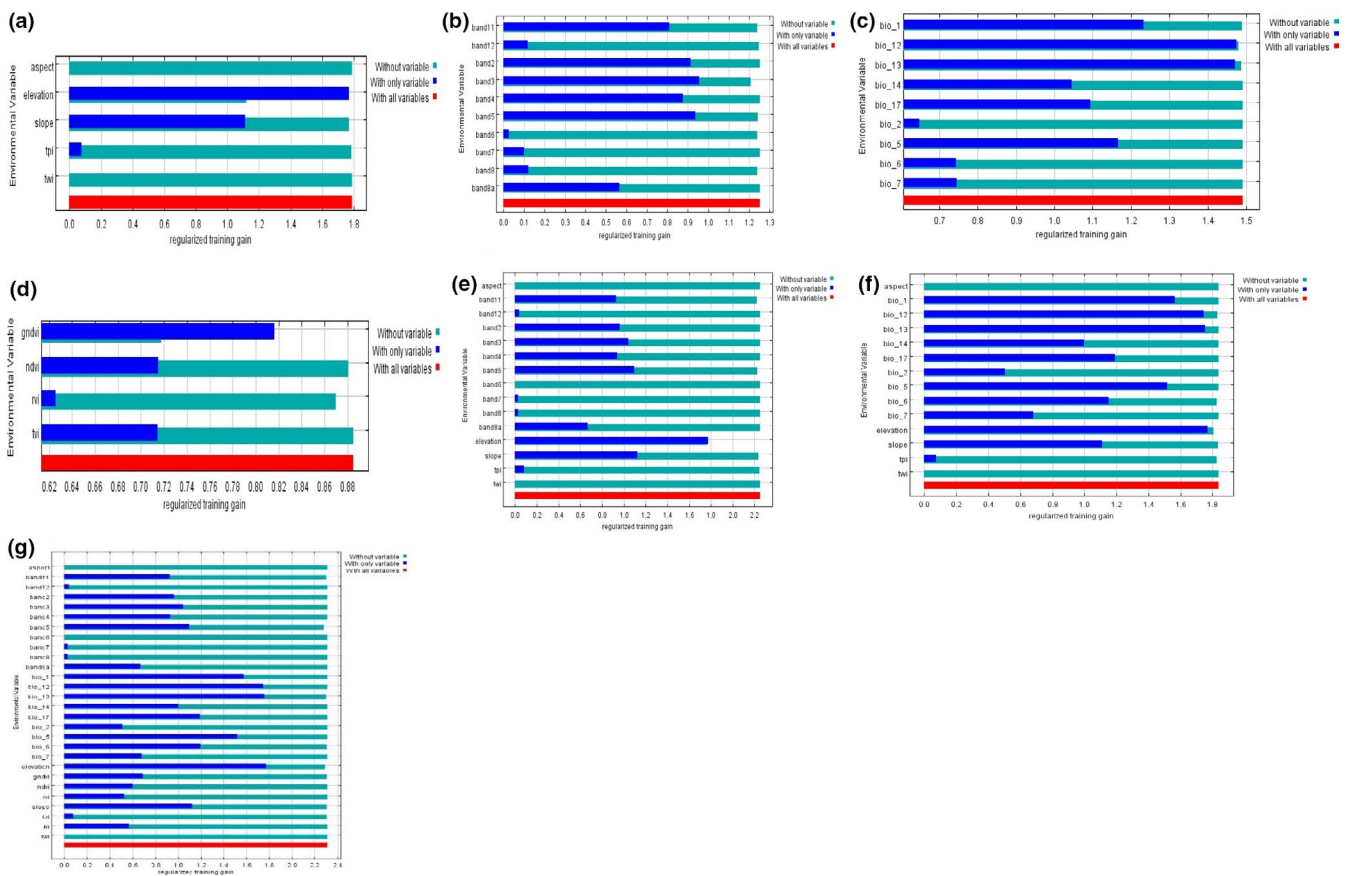 (a)
Environmental Variable
aspect
elevation
slope
tpi
twi
Without variable
With only variable
With all variables
0.0 0.2 0.4 0.6 0.8 1.0 1.2 1.4 1.6 1.8
regularized training gain
(b)
Environmental Variable
band11
band12
band2
band3
band4
band5
band6
band7
band8
band8a
Without variable
With only variable
With all variables
0.0 0.1 0.2 0.3 0.4 0.5 0.6 0.7 0.8 0.9 1.0 1.1 1.2 1.3
regularized training gain
(c)
Environmental Variable
bio_1
bio_12
bio_13
bio_14
bio_17
bio_2
bio_5
bio_6
bio_7
Without variable
With only variable
With all variables
0.7 0.8 0.9 1.0 1.1 1.2 1.3 1.4 1.5
regularized training gain
(d)
Environmental Variable
gndvi
ndvi
rvi
tvi
Without variable
With only variable
With all variables
0.62 0.64 0.66 0.68 0.70 0.72 0.74 0.76 0.78 0.80 0.82 0.84 0.86 0.88
regularized training gain
(e)
Environmental Variable
aspect
band11
band12
band2
band3
band4
band5
band6
band7
band8
band8a
elevation
slope
tpi
twi
Without variable
With only variable
With all variables
0.0 0.2 0.4 0.6 0.8 1.0 1.2 1.4 1.6 1.8 2.0 2.2
regularized training gain
(f)
Environmental Variable
aspect
bio_1
bio_12
bio_13
bio_14
bio_17
bio_2
bio_5
bio_6
bio_7
elevation
slope
tpi
twi
Without variable
With only variable
With all variables
0.0 0.2 0.4 0.6 0.8 1.0 1.2 1.4 1.6 1.8
regularized training gain
(g)
Environmental Variable
aspect
band11
band12
band2
band3
band4
band5
band6
band7
band8
band8a
bio_1
bio_12
bio_13
bio_14
bio_17
bio_2
bio_5
bio_6
bio_7
elevation
gndvi
ndvi
rvi
slope
tpi
tvi
twi
Without variable
With only variable
With all variables
0.0 0.2 0.4 0.6 0.8 1.0 1.2 1.4 1.6 1.8 2.0 2.2 2.4
regularized training gain